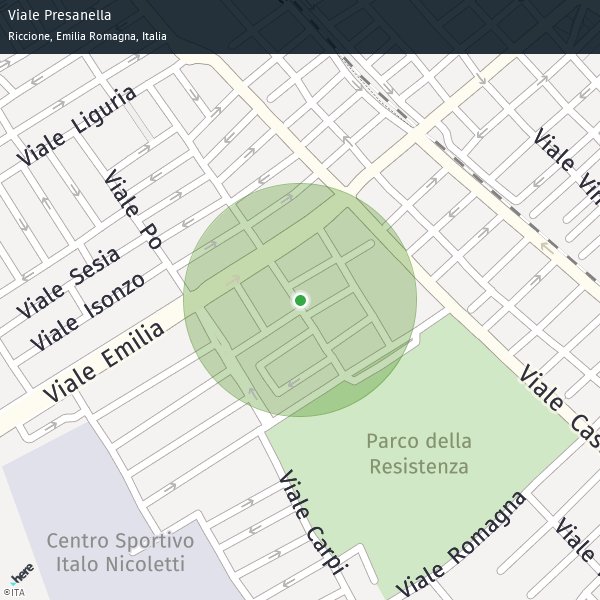 Viale Presanella
Riccione, Emilia Romagna, Italia
Viale Liguria
Viale Po
Viale Sesia
Viale Isonzo
Viale Emilia
Parco della
Resistenza
Centro Sportivo
Italo Nicoletti
Viale Carpi
Viale Romagna
Viale Cas
Viale Vin
Viale
here
©ITA